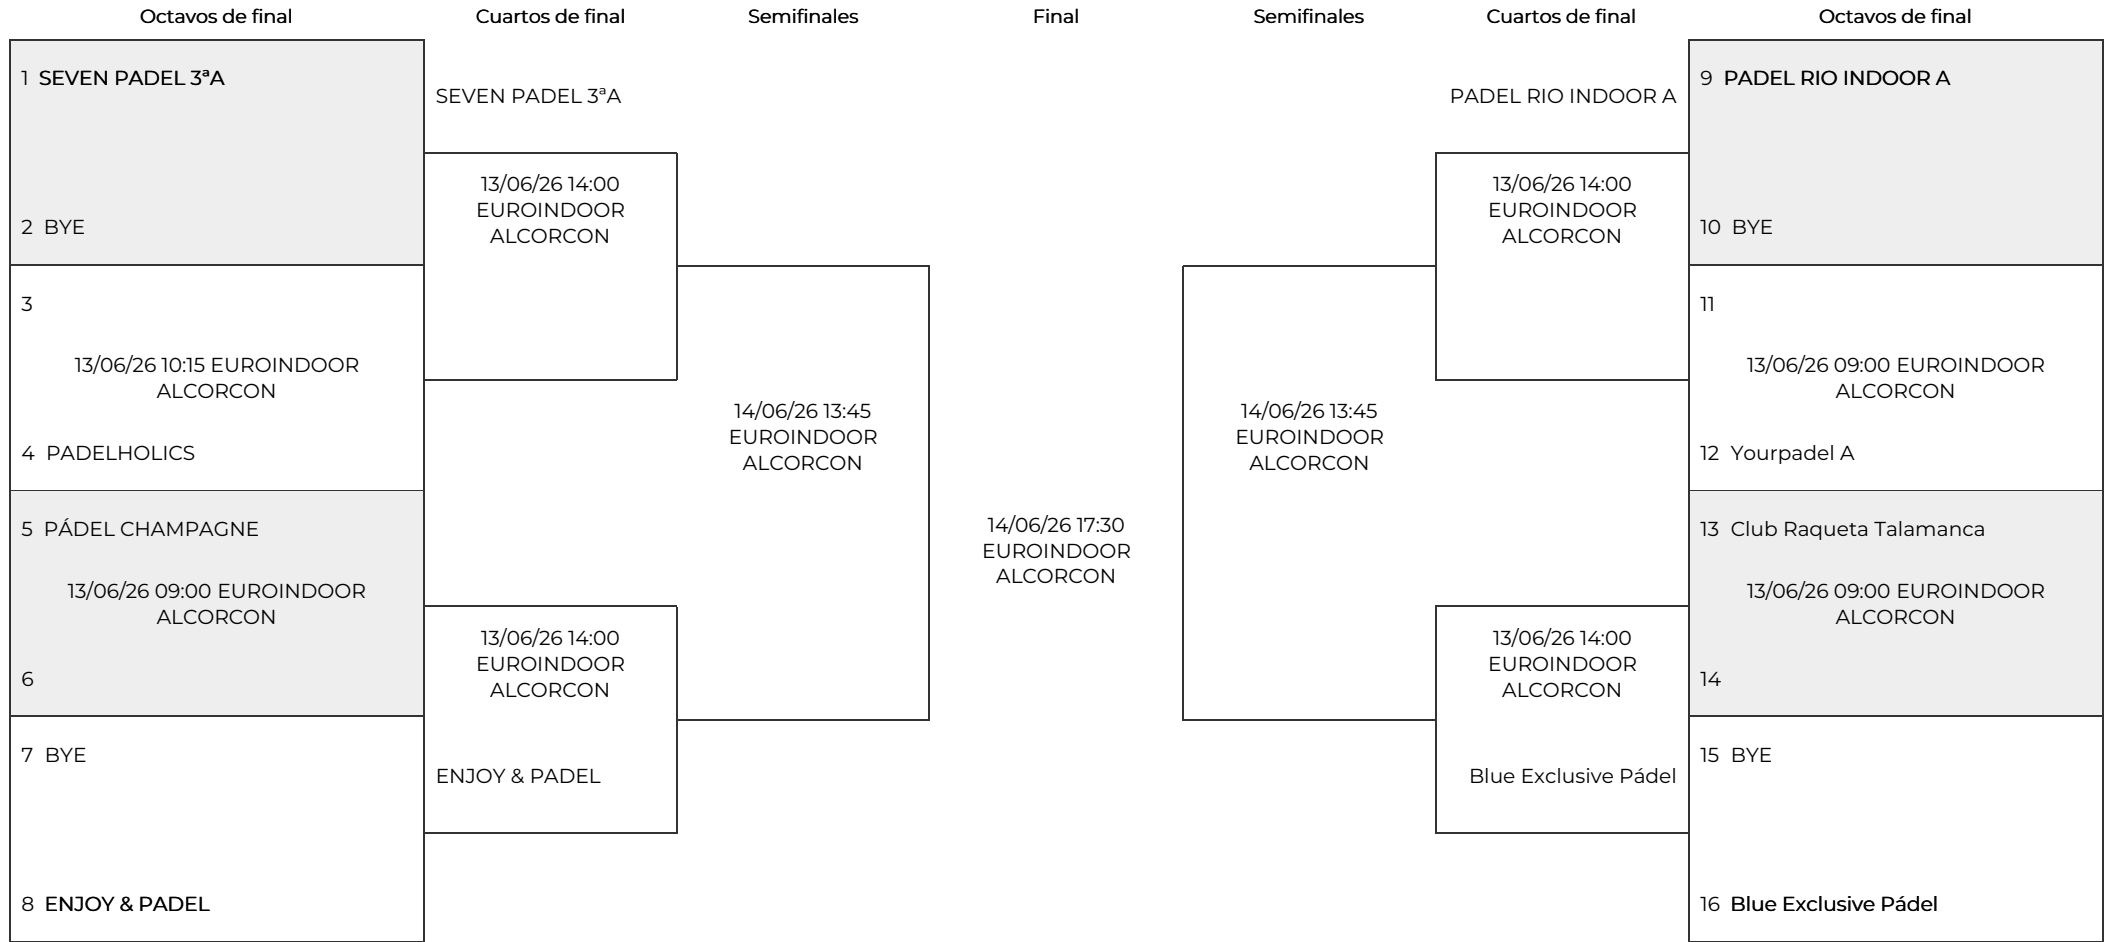 Octavos de final
Cuartos de final
Semifinales
Final
Semifinales
Cuartos de final
Octavos de final
1 SEVEN PADEL 3ªA
2 BYE
3
13/06/26 10:15 EUROINDOOR
ALCORCON
4 PADELHOLICS
5 PÁDEL CHAMPAGNE
13/06/26 09:00 EUROINDOOR
ALCORCON
6
7 BYE
8 ENJOY & PADEL
SEVEN PADEL 3ªA
13/06/26 14:00
EUROINDOOR
ALCORCON
13/06/26 14:00
EUROINDOOR
ALCORCON
ENJOY & PADEL
14/06/26 13:45
EUROINDOOR
ALCORCON
14/06/26 17:30
EUROINDOOR
ALCORCON
14/06/26 13:45
EUROINDOOR
ALCORCON
PADEL RIO INDOOR A
13/06/26 14:00
EUROINDOOR
ALCORCON
13/06/26 14:00
EUROINDOOR
ALCORCON
Blue Exclusive Pádel
9 PADEL RIO INDOOR A
10 BYE
11
13/06/26 09:00 EUROINDOOR
ALCORCON
12 Yourpadel A
13 Club Raqueta Talamanca
13/06/26 09:00 EUROINDOOR
ALCORCON
14
15 BYE
16 Blue Exclusive Pádel